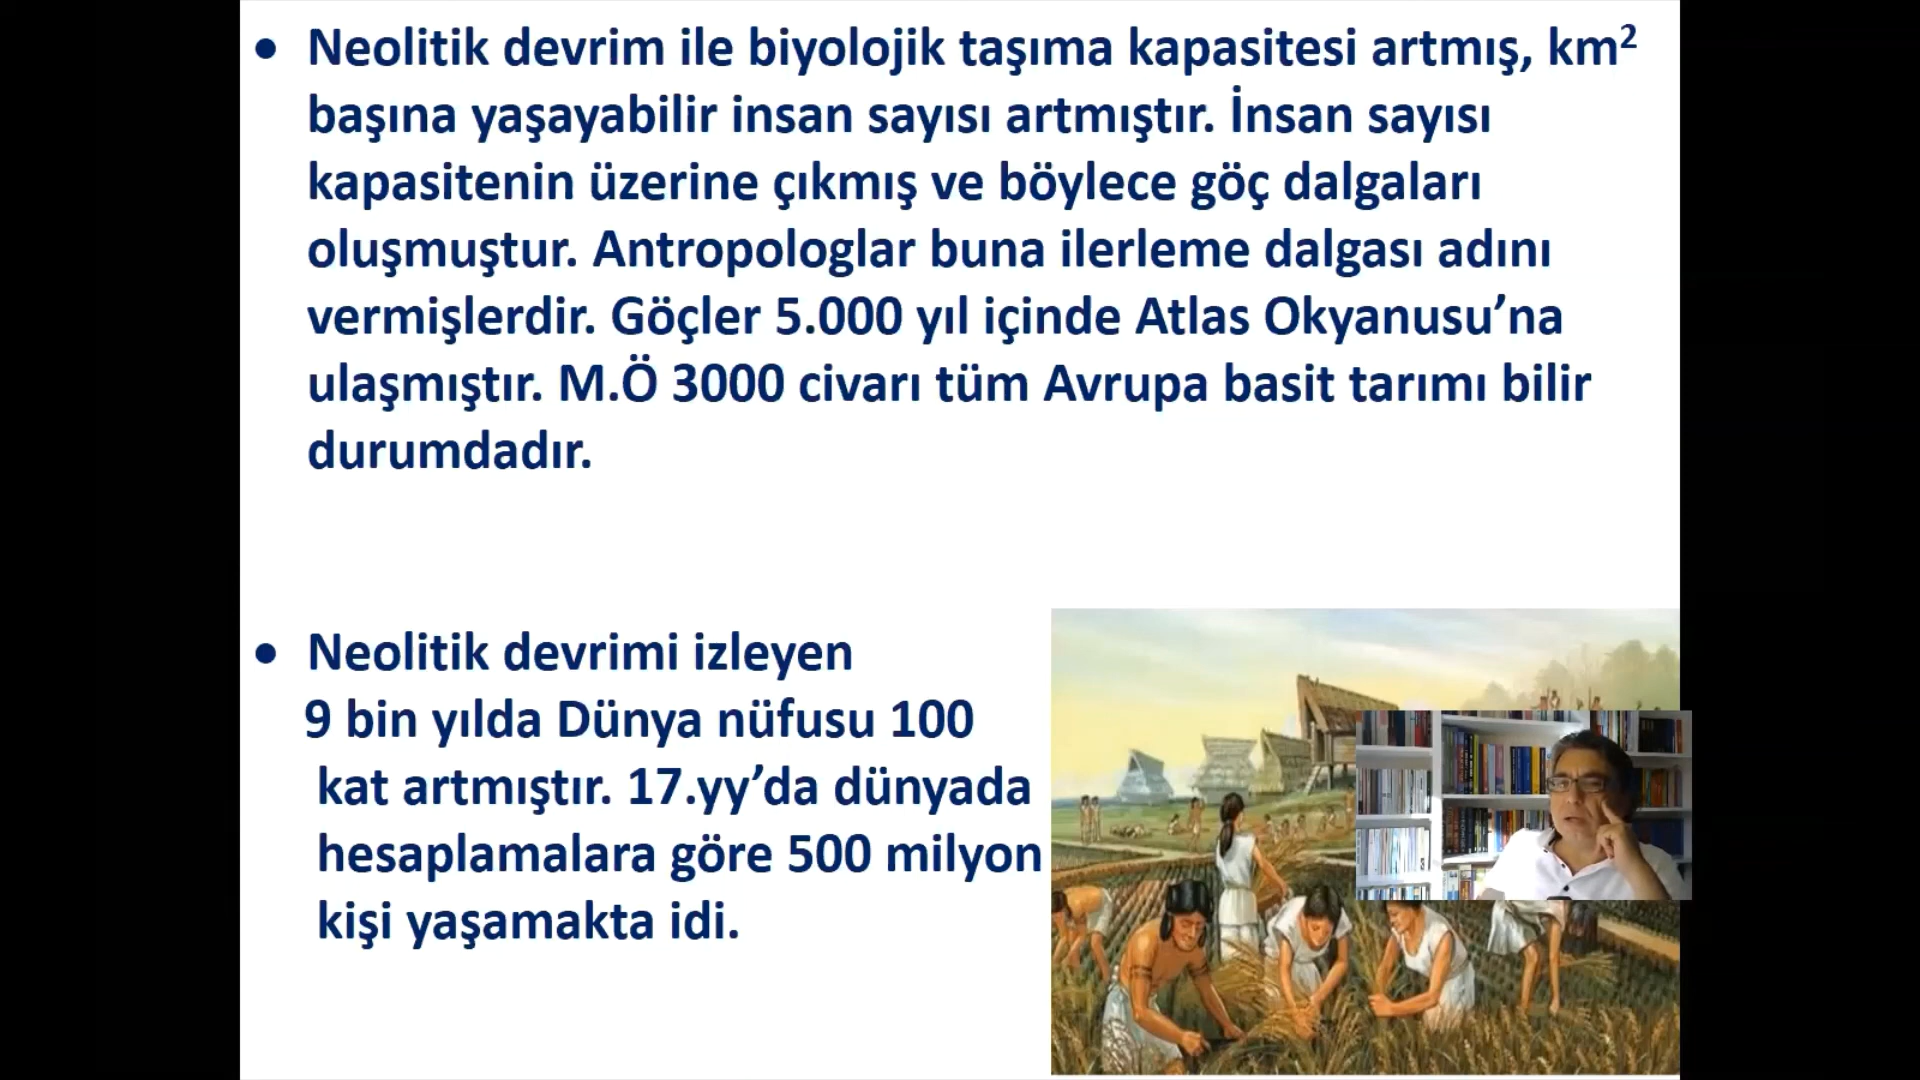 • Neolitik devrim ile biyolojik taşıma kapasitesi artmış, km²
başına yaşayabilir insan sayısı artmıştır. İnsan sayısı
kapasitenin üzerine çıkmış ve böylece göç dalgaları
oluşmuştur. Antropologlar buna ilerleme dalgası adını
vermişlerdir. Göçler 5.000 yıl içinde Atlas Okyanusu’na
ulaşmıştır. M.Ö 3000 civarı tüm Avrupa basit tarımı bilir
durumdadır.
• Neolitik devrimi izleyen
9 bin yılda Dünya nüfusu 100
kat artmıştır. 17.yy’da dünyada
hesaplamalara göre 500 milyon
kişi yaşamakta idi.